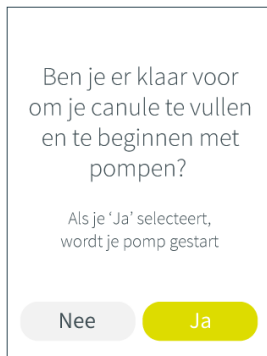 Ben je er klaar voor
om je canule te vullen
en te beginnen met
pompen?
Als je ‘Ja’ selecteert,
wordt je pomp gestart
Nee
Ja